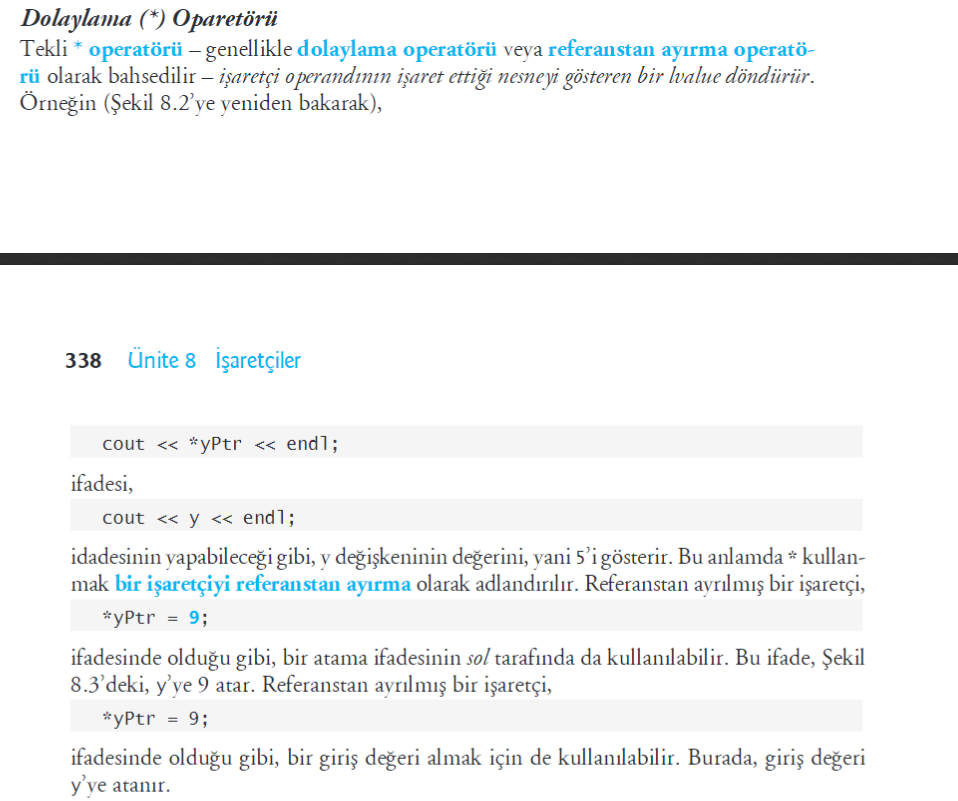 Dolaylama (*) Oparetörü
Tekli * operatörü – genellikle dolaylama operatörü veya referanstan ayırma operatö-
rü olarak bahsedilir – işaretçi operandının işaret ettiği nesneyi gösteren bir lvalue döndürür.
Örneğin (Şekil 8.2’ye yeniden bakarak),
338 Ünite 8 İşaretçiler
cout << *yPtr << endl;
ifadesi,
cout << y << endl;
idadesinin yapabileceği gibi, y değişkeninin değerini, yani 5’i gösterir. Bu anlamda * kullan-
mak bir işaretçiyi referanstan ayırma olarak adlandırılır. Referanstan ayrılmış bir işaretçi,
*yPtr = 9;
ifadesinde olduğu gibi, bir atama ifadesinin sol tarafında da kullanılabilir. Bu ifade, Şekil
8.3’deki, y’ye 9 atar. Referanstan ayrılmış bir işaretçi,
*yPtr = 9;
ifadesinde olduğu gibi, bir giriş değeri almak için de kullanılabilir. Burada, giriş değeri
y’ye atanır.